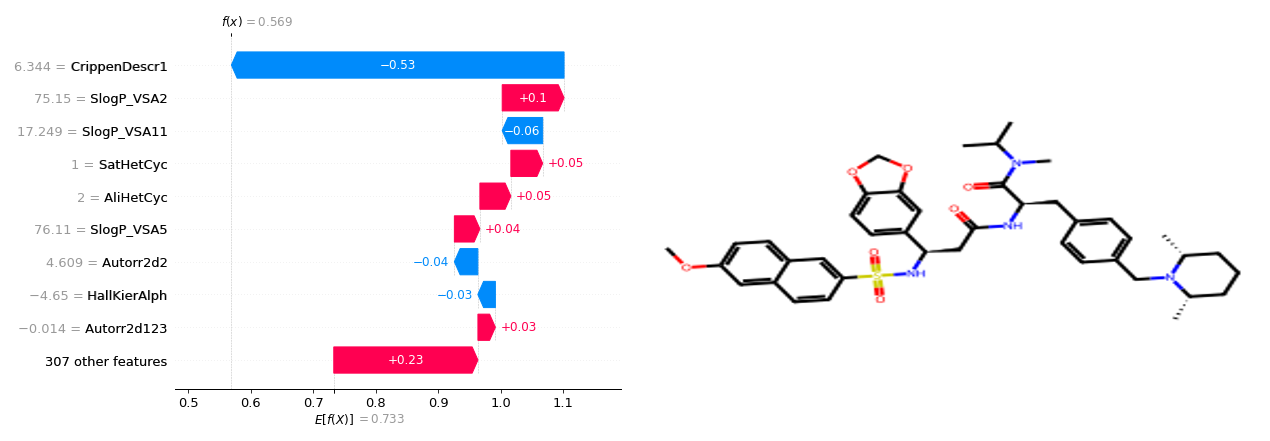 f(x) = 0.569
6.344 = CrippenDescr1
−0.53
75.15 = SlogP_VSA2
+0.1
17.249 = SlogP_VSA11
−0.06
1 = SatHetCyc
+0.05
2 = AliHetCyc
+0.05
76.11 = SlogP_VSA5
+0.04
4.609 = Autorr2d2
−0.04
−4.65 = HallKierAlph
−0.03
−0.014 = Autorr2d123
+0.03
307 other features
+0.23
0.5 0.6 0.7 0.8 0.9 1.0 1.1
E[f(X)] = 0.733
N
O
O
O
O
NH
N
O
O
S
NH
O